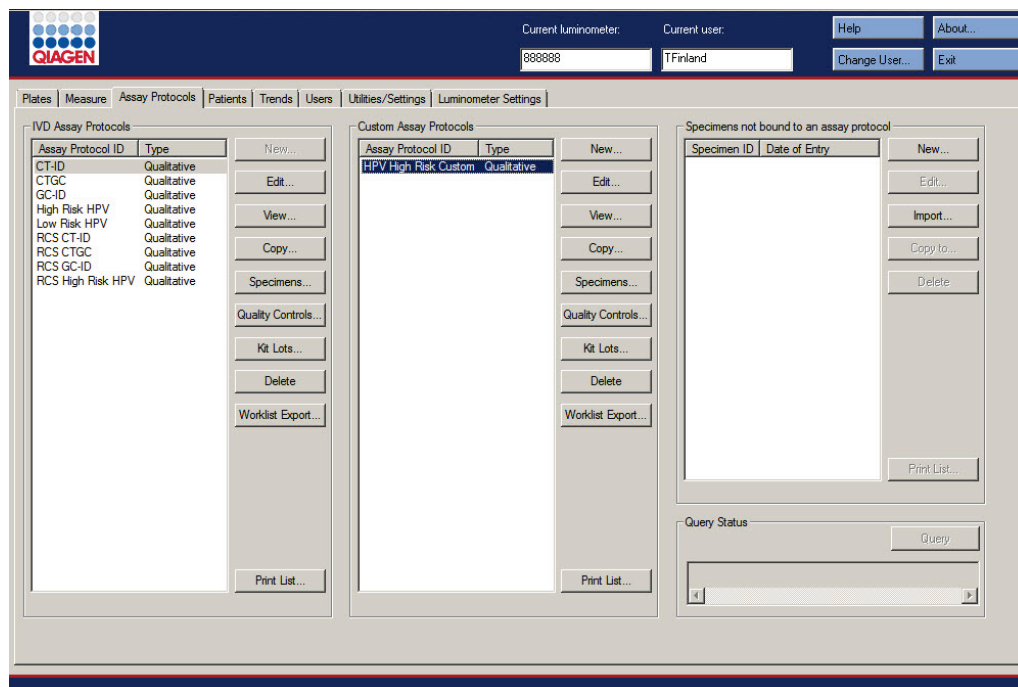 QIAGEN
Current luminometer:
Current user:
888888
TFinland
Help
About...
Change User...
Exit
Plates
Measure
Assay Protocols
Patients
Trends
Users
Utilities/Settings
Luminometer Settings
IVD Assay Protocols
Assay Protocol ID Type
CT-ID Qualitative
CTGC Qualitative
GC-ID Qualitative
High Risk HPV Qualitative
Low Risk HPV Qualitative
RCS CT-ID Qualitative
RCS CTGC Qualitative
RCS GC-ID Qualitative
RCS High Risk HPV Qualitative
New...
Edit...
View...
Copy...
Specimens...
Quality Controls...
Kit Lots...
Delete
Worklist Export...
Print List...
Custom Assay Protocols
Assay Protocol ID Type
HPV High Risk Custom Qualitative
New...
Edit...
View...
Copy...
Specimens...
Quality Controls...
Kit Lots...
Delete
Worklist Export...
Print List...
Specimens not bound to an assay protocol
Specimen ID Date of Entry
New...
Edit...
Import...
Copy to...
Delete
Print List...
Query Status
Query